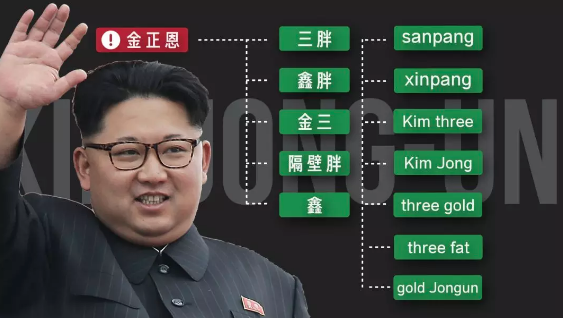 金正恩
三胖
鑫胖
金三
隔壁胖
鑫
sanpang
xinpang
Kim three
Kim Jong
three gold
three fat
gold Jongun
KIM JONG-UN